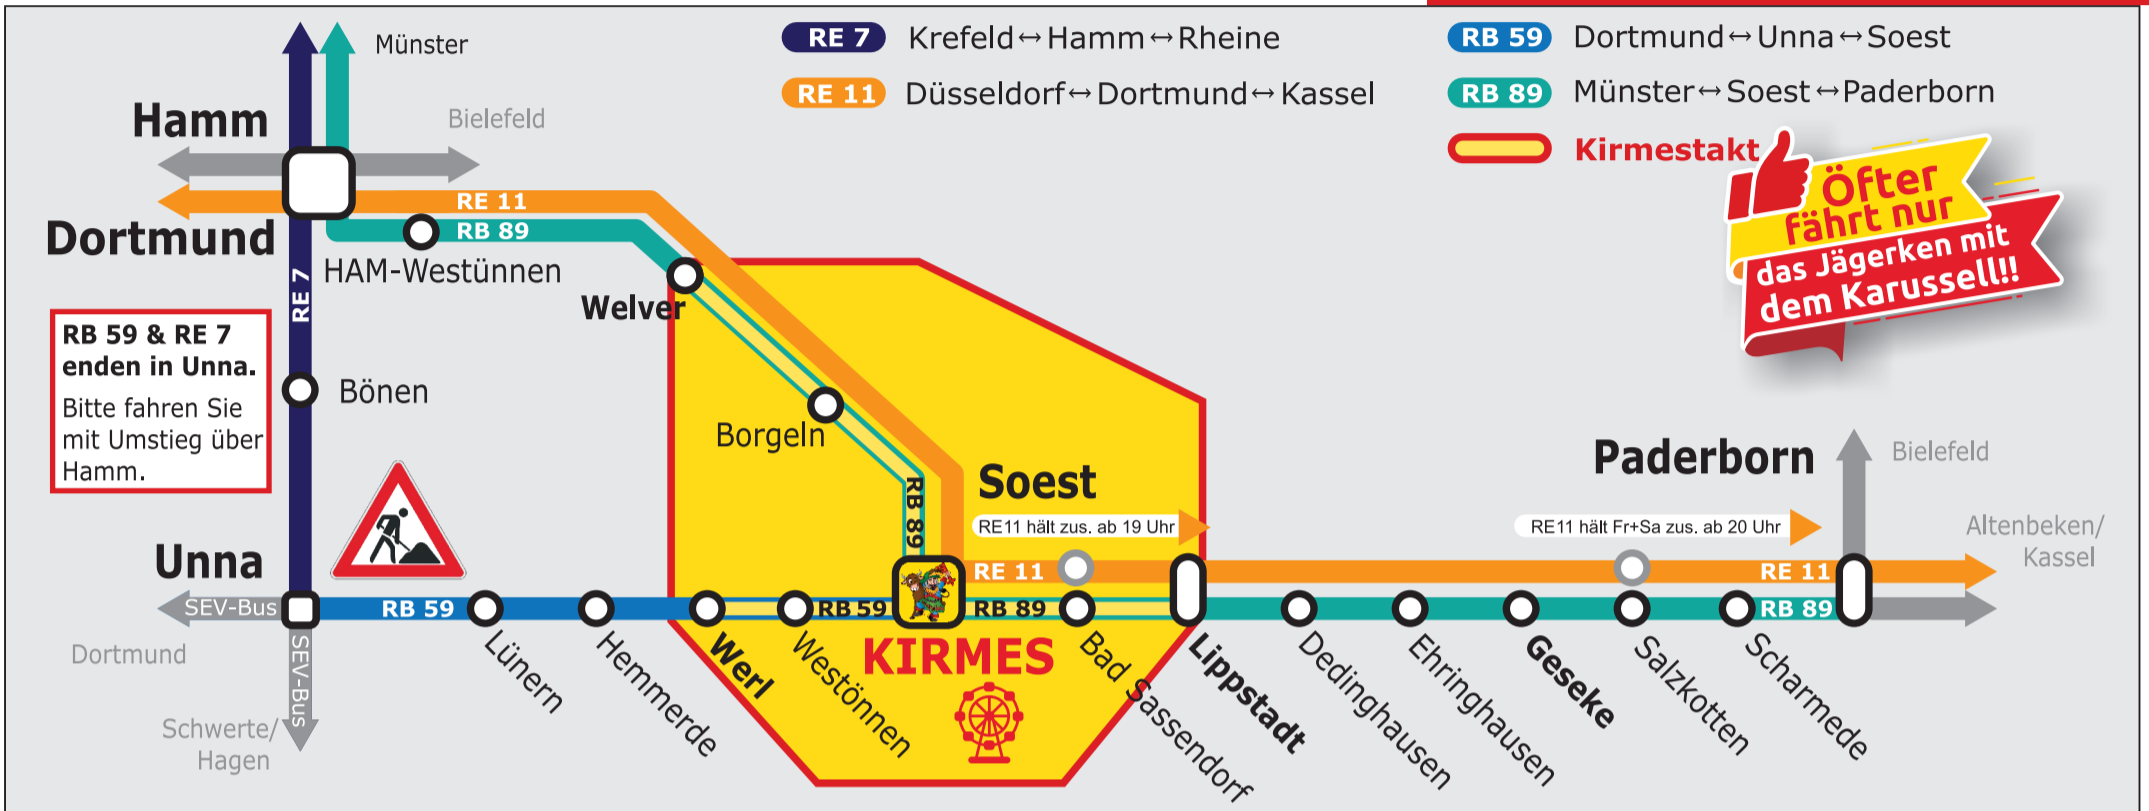 RE 7 Krefeld↔Hamm↔Rheine
RE 11 Düsseldorf↔Dortmund↔Kassel
RB 59 Dortmund↔Unna↔Soest
RB 89 Münster↔Soest↔Paderborn
Kirmestakt
Öfter
fährt nur
das Jägerken mit
dem Karussell!!
Münster
Hamm
Bielefeld
Dortmund
RE 11
RB 89
HAM-Westünnen
RE 7
Welver
RB 59 & RE 7
enden in Unna.
Bitte fahren Sie
mit Umstieg über
Hamm.
Bönen
Borgeln
RB 89
Soest
RE11 hält zus. ab 19 Uhr
Paderborn
Bielefeld
RE11 hält Fr+Sa zus. ab 20 Uhr
Altenbeken/
Kassel
Unna
RE 11
RE 11
SEV-Bus
RB 59
RB 59
RB 89
RB 89
Dortmund
SEV-Bus
Schwerte/
Hagen
Lünern
Hemmerde
Werl
Westönnen
KIRMES
Bad Sassendorf
Lippstadt
Dedinghausen
Ehringhausen
Geseke
Salzkotten
Scharmede